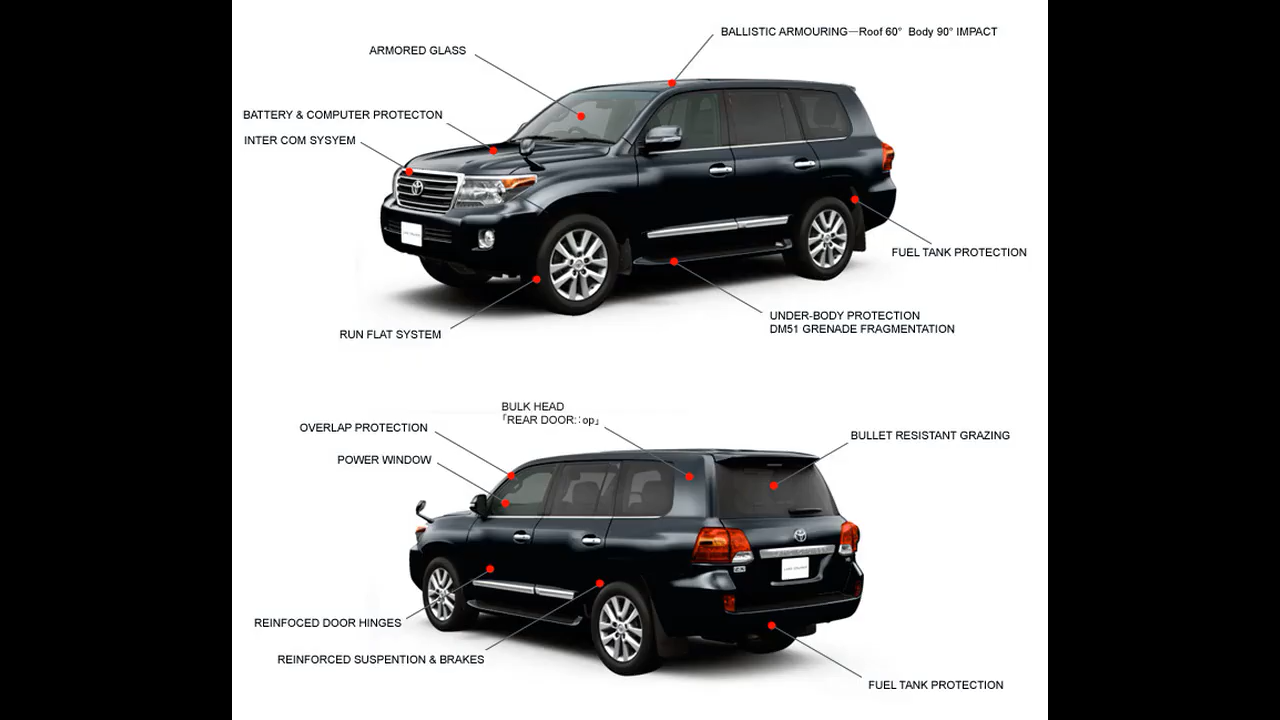 BALLISTIC ARMOURING—Roof 60° Body 90° IMPACT
ARMORED GLASS
BATTERY & COMPUTER PROTECTON
INTER COM SYSYEM
FUEL TANK PROTECTION
UNDER-BODY PROTECTION
DM51 GRENADE FRAGMENTATION
RUN FLAT SYSTEM
BULK HEAD
「REAR DOOR::op」
OVERLAP PROTECTION
BULLET RESISTANT GRAZING
POWER WINDOW
REINFOCED DOOR HINGES
REINFORCED SUSPENTION & BRAKES
FUEL TANK PROTECTION